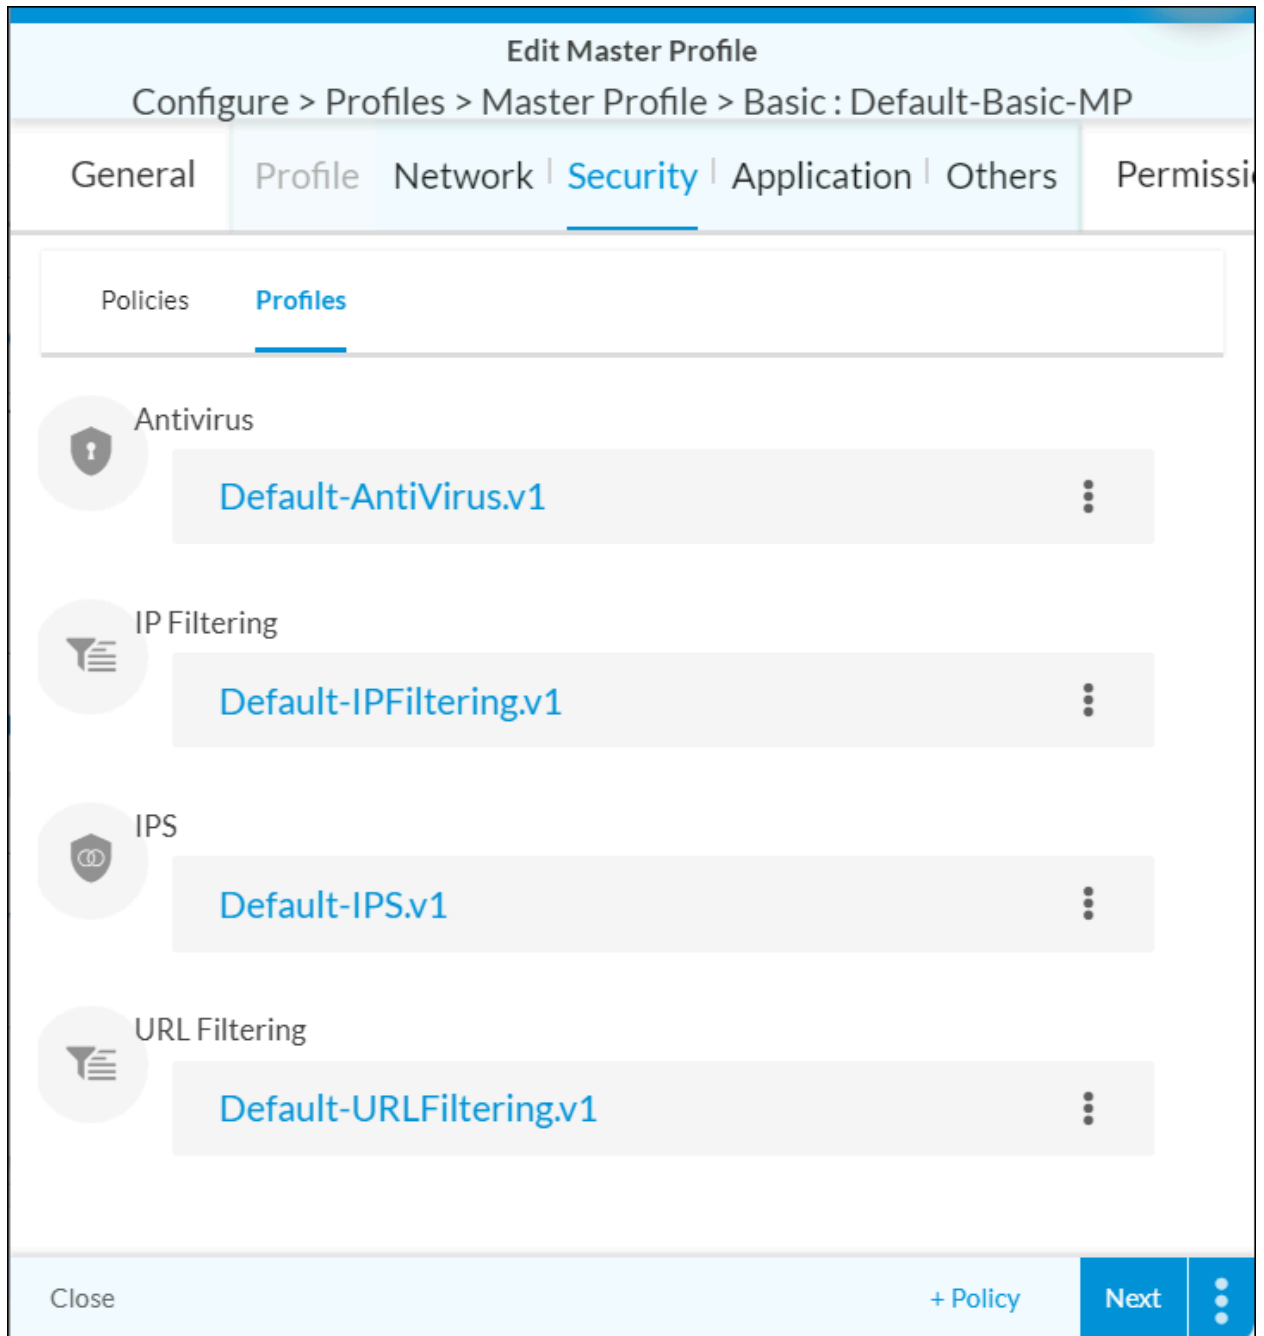 Edit Master Profile
Configure > Profiles > Master Profile > Basic : Default-Basic-MP
General Profile Network Security Application Others Permissi
Policies Profiles
Antivirus
Default-AntiVirus.v1
IP Filtering
Default-IPFiltering.v1
IPS
Default-IPS.v1
URL Filtering
Default-URLFiltering.v1
Close + Policy Next